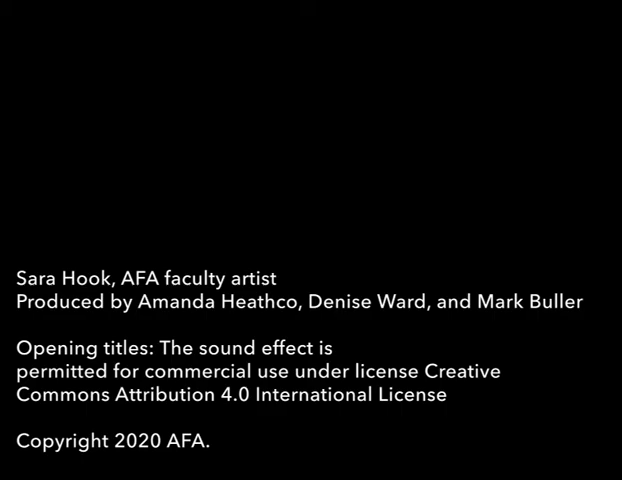 Sara Hook, AFA faculty artist
Produced by Amanda Heathco, Denise Ward, and Mark Buller
Opening titles: The sound effect is
permitted for commercial use under license Creative
Commons Attribution 4.0 International License
Copyright 2020 AFA.